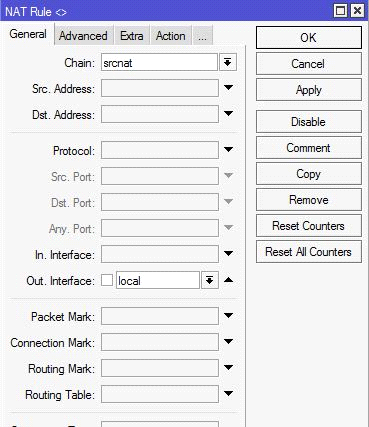 NAT Rule <>
General Advanced Extra Action ...
OK
Chain: srcnat
Cancel
Src. Address:
Apply
Dst. Address:
Disable
Protocol:
Comment
Src. Port:
Copy
Dst. Port:
Remove
Any. Port:
Reset Counters
In. Interface:
Reset All Counters
Out. Interface: local
Packet Mark:
Connection Mark:
Routing Mark:
Routing Table: